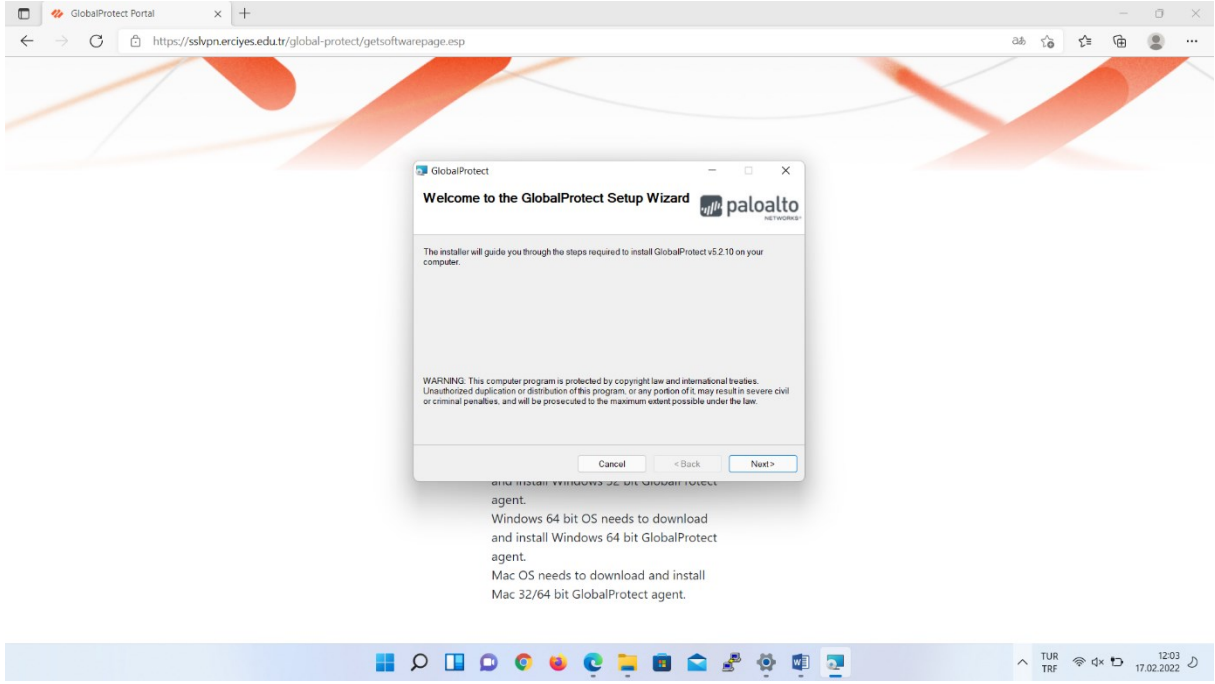 GlobalProtect Portal
https://sslvpn.erciyes.edu.tr/global-protect/getsoftwarepage.esp
GlobalProtect
Welcome to the GlobalProtect Setup Wizard
paloalto
NETWORKS
The installer will guide you through the steps required to install GlobalProtect v5.2.10 on your
computer.
WARNING: This computer program is protected by copyright law and international treaties.
Unauthorized duplication or distribution of this program, or any portion of it, may result in severe civil
or criminal penalties, and will be prosecuted to the maximum extent possible under the law.
Cancel
< Back
Next >
and install Windows 32 bit GlobalProtect
agent.
Windows 64 bit OS needs to download
and install Windows 64 bit GlobalProtect
agent.
Mac OS needs to download and install
Mac 32/64 bit GlobalProtect agent.
TUR
TRF
12:03
17.02.2022